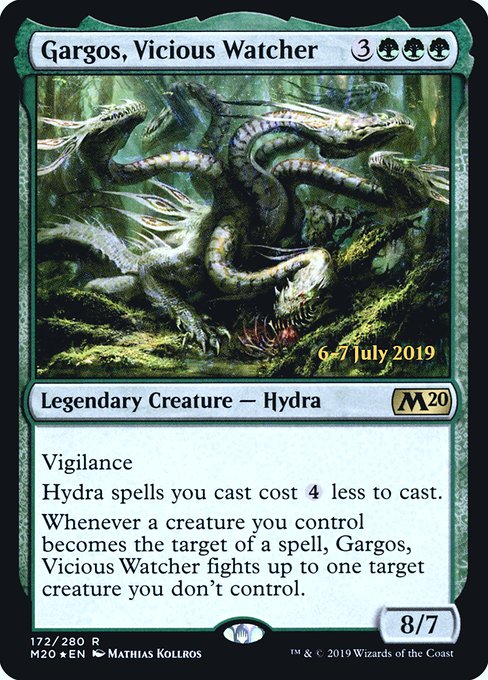 Gargos, Vicious Watcher 3
6–7 July 2019
Legendary Creature — Hydra M20
Vigilance
Hydra spells you cast cost 4 less to cast.
Whenever a creature you control
becomes the target of a spell, Gargos,
Vicious Watcher fights up to one target
creature you don't control.
8/7
172/280 R
M20 ★ EN Mathias Kollros
™ & © 2019 Wizards of the Coast